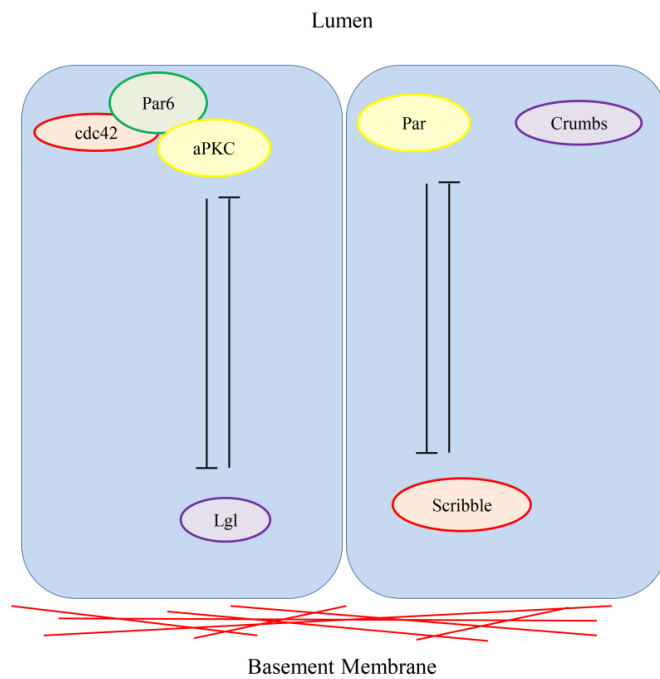 Lumen
Par6
cdc42
aPKC
Lgl
Par
Crumbs
Scribble
Basement Membrane